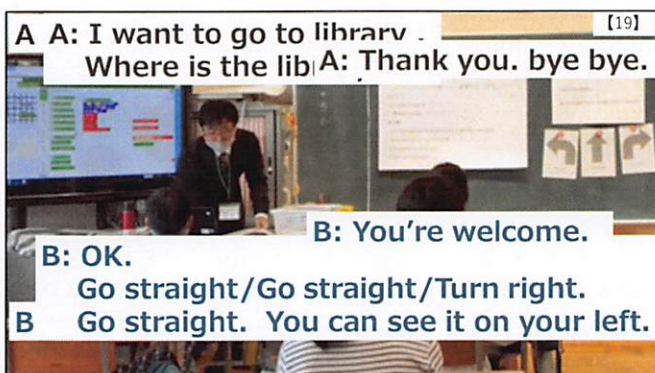 【19】
A A: I want to go to library .
Where is the lib
A: Thank you. bye bye.
B: You're welcome.
B: OK.
Go straight/Go straight/Turn right.
B Go straight. You can see it on your left.